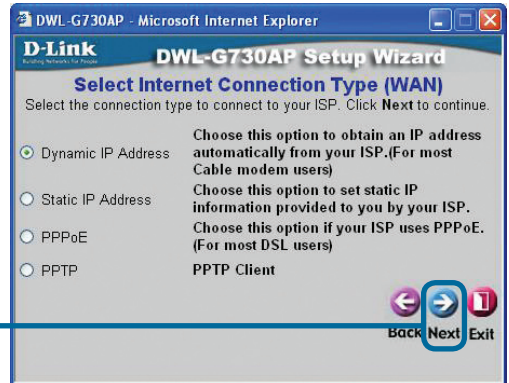 DWL-G730AP - Microsoft Internet Explorer
D-Link
Building Networks for People
DWL-G730AP Setup Wizard
Select Internet Connection Type (WAN)
Select the connection type to connect to your ISP. Click Next to continue.
Dynamic IP Address
Choose this option to obtain an IP address
automatically from your ISP.(For most
Cable modem users)
Static IP Address
Choose this option to set static IP
information provided to you by your ISP.
PPPoE
Choose this option if your ISP uses PPPoE.
(For most DSL users)
PPTP
PPTP Client
Back Next Exit